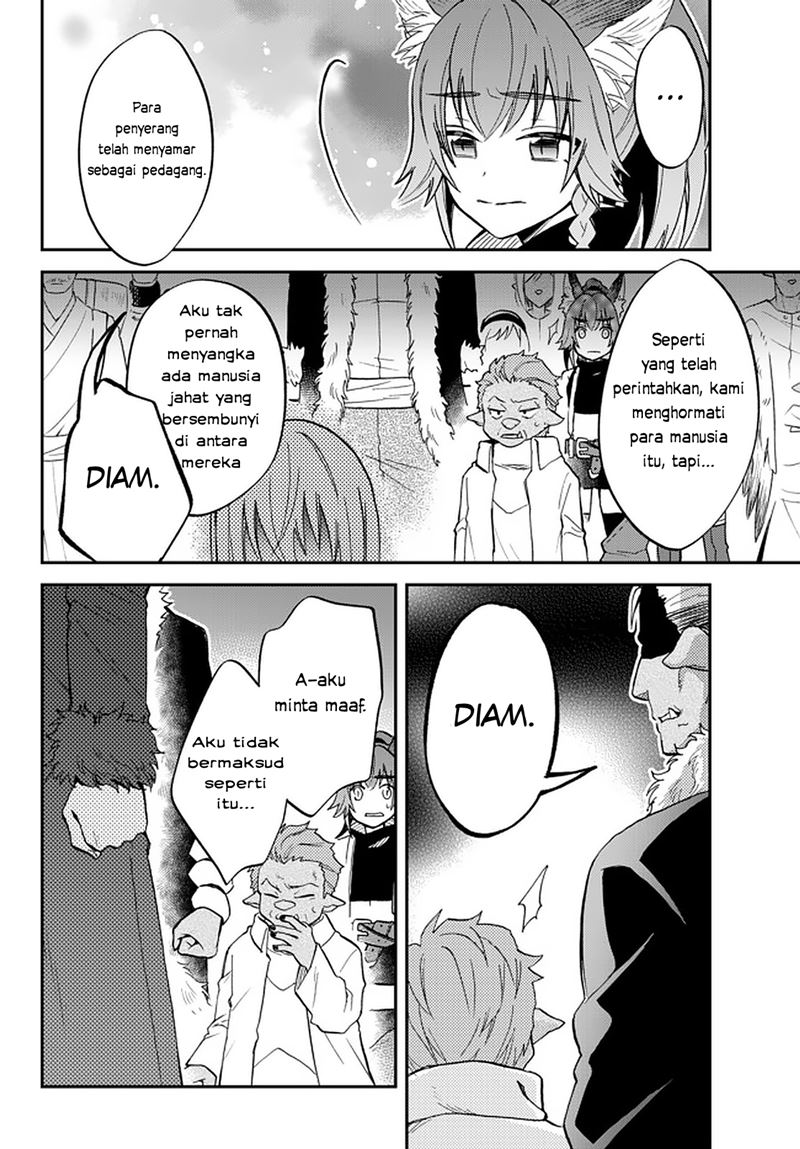 ...
Para
penyerang
telah menyamar
sebagai pedagang.
Seperti
yang telah
perintahkan, kami
menghormati
para manusia
itu, tapi...
Aku tak
pernah
menyangka
ada manusia
jahat yang
bersembunyi
di antara
mereka
DIAM.
DIAM.
A-aku
minta maaf.
Aku tidak
bermaksud
seperti
itu...